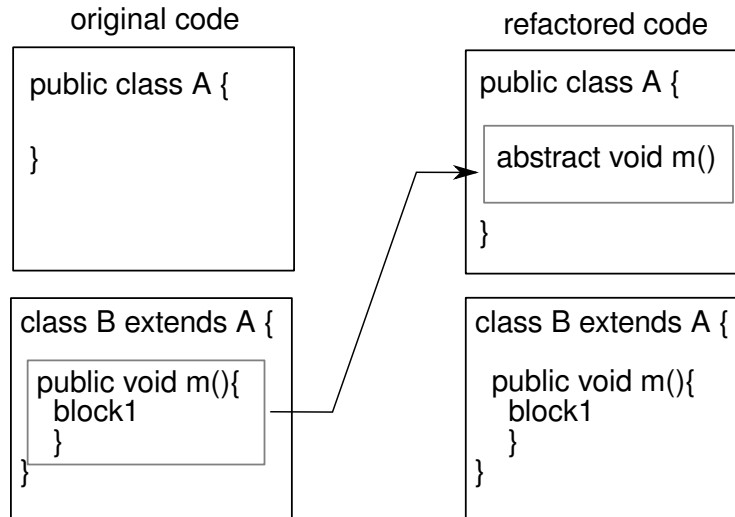 original code
public class A {
}
class B extends A {
public void m(){
block1
}
}
refactored code
public class A {
abstract void m()
}
class B extends A {
public void m(){
block1
}
}